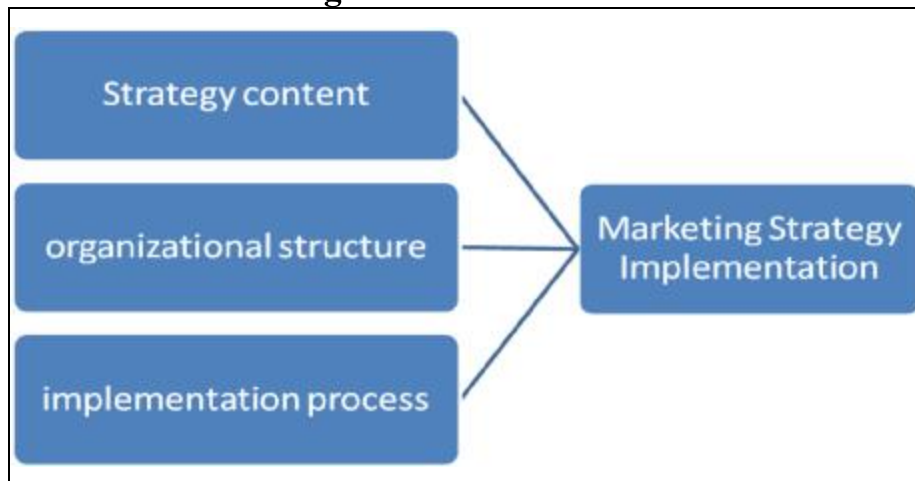 Strategy content
organizational structure
implementation process
Marketing Strategy
Implementation